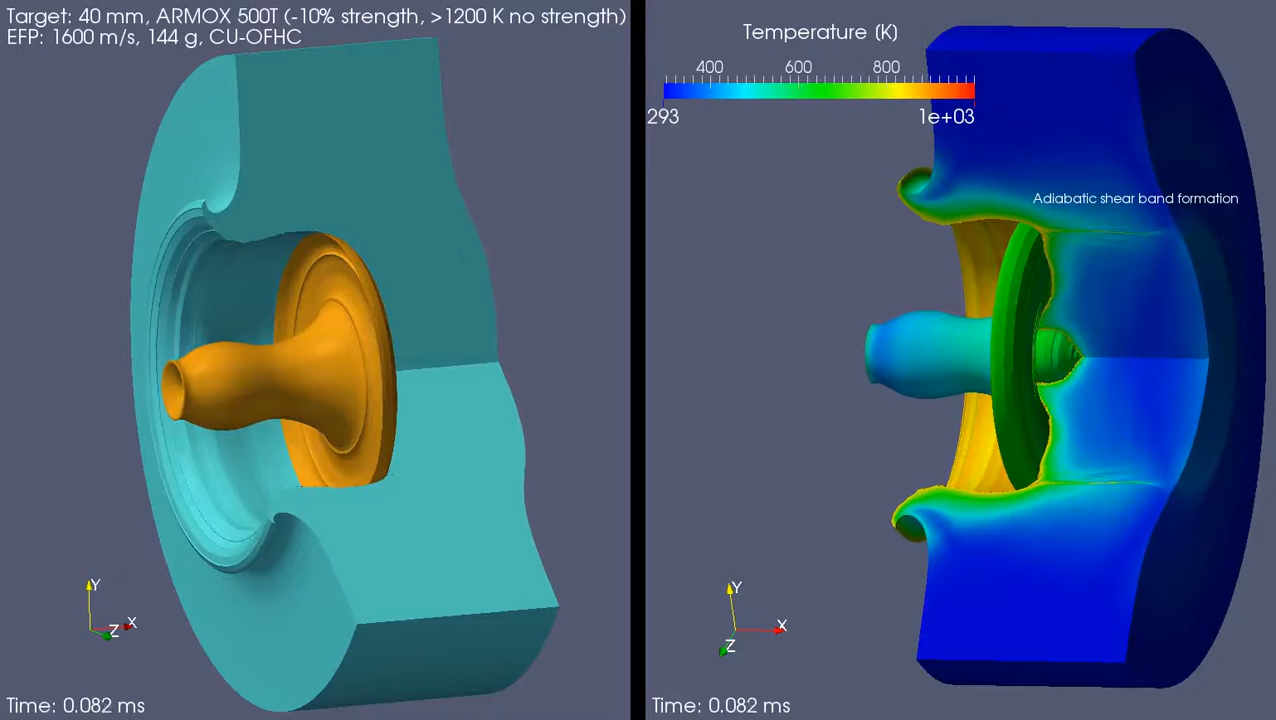 Target: 40 mm, ARMOX 500T (-10% strength, >1200 K no strength)
EFP: 1600 m/s, 144 g, CU-OFHC
Y
Z X
Time: 0.082 ms
Temperature [K]
400 600 800
293 1e+03
Adiabatic shear band formation
Y
X
Z
Time: 0.082 ms